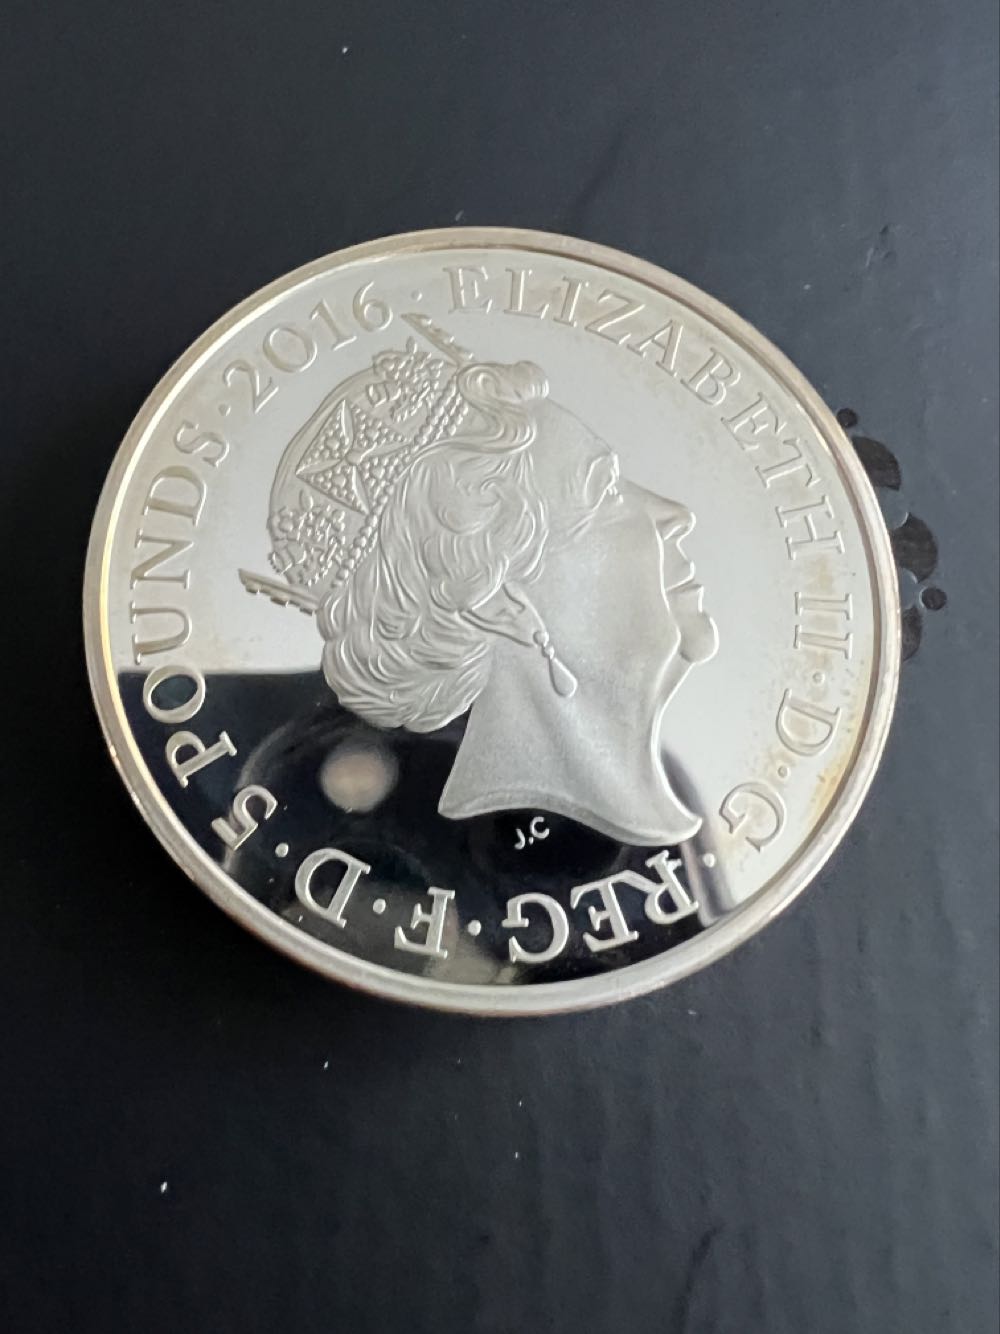 ELIZABETH II · D · G · REG · F · D · 5 POUNDS · 2016 ·
J.C